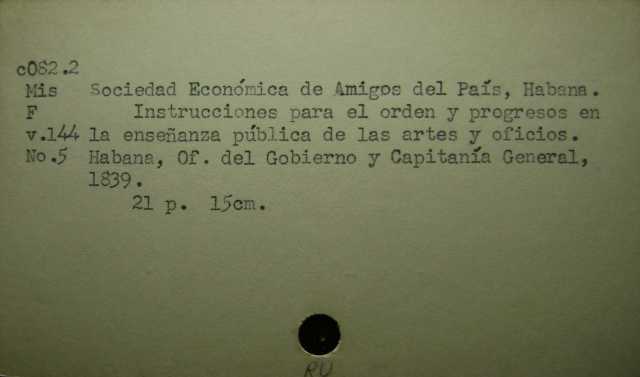 c082.2
Mis Sociedad Económica de Amigos del País, Habana.
F Instrucciones para el orden y progresos en
v.144 la enseñanza pública de las artes y oficios.
No.5 Habana, Of. del Gobierno y Capitanía General,
1839.
21 p. 15cm.
RU